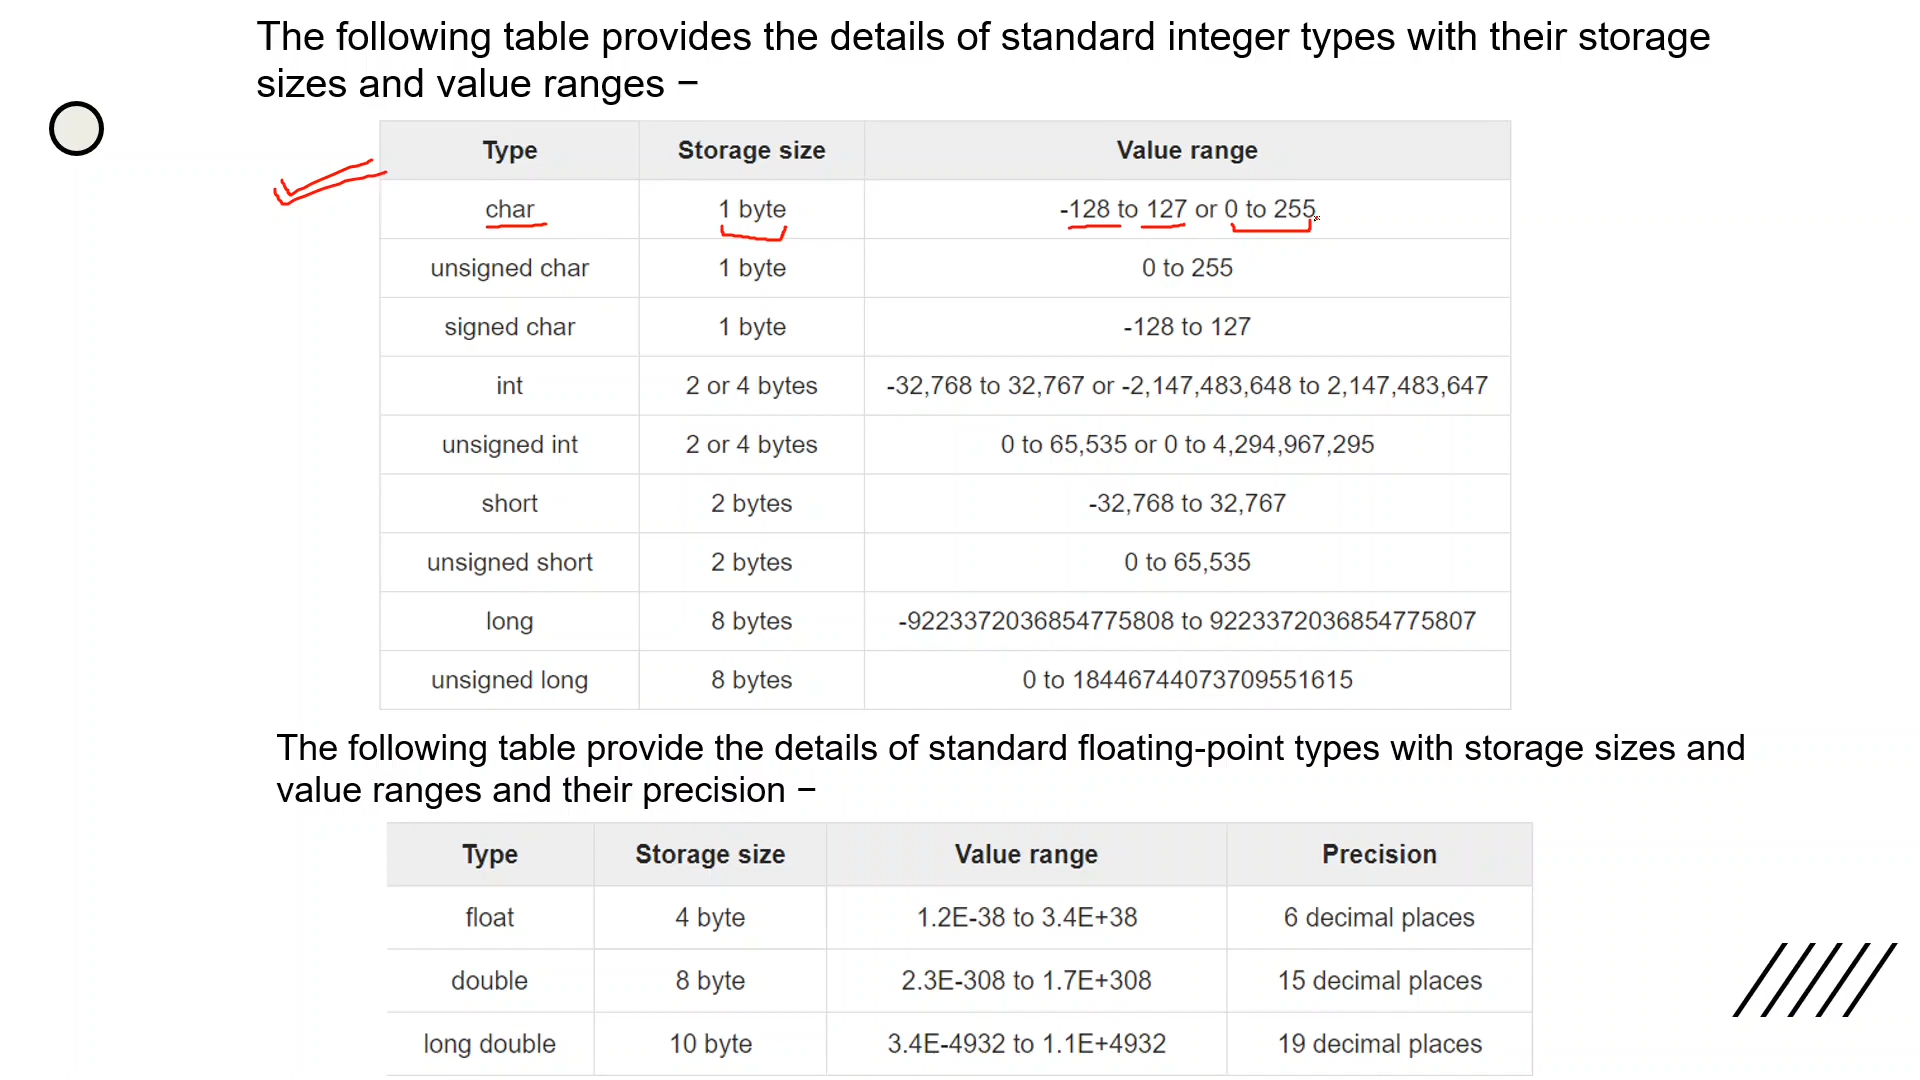 The following table provides the details of standard integer types with their storage
sizes and value ranges −
Type Storage size Value range
char 1 byte -128 to 127 or 0 to 255
unsigned char 1 byte 0 to 255
signed char 1 byte -128 to 127
int 2 or 4 bytes -32,768 to 32,767 or -2,147,483,648 to 2,147,483,647
unsigned int 2 or 4 bytes 0 to 65,535 or 0 to 4,294,967,295
short 2 bytes -32,768 to 32,767
unsigned short 2 bytes 0 to 65,535
long 8 bytes -9223372036854775808 to 9223372036854775807
unsigned long 8 bytes 0 to 18446744073709551615
The following table provide the details of standard floating-point types with storage sizes and
value ranges and their precision −
Type Storage size Value range Precision
float 4 byte 1.2E-38 to 3.4E+38 6 decimal places
double 8 byte 2.3E-308 to 1.7E+308 15 decimal places
long double 10 byte 3.4E-4932 to 1.1E+4932 19 decimal places